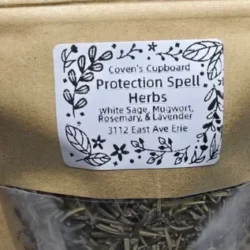 Coven's Cupboard
Protection Spell
Herbs
White Sage, Mugwort,
Rosemary, & Lavender
3112 East Ave Erie